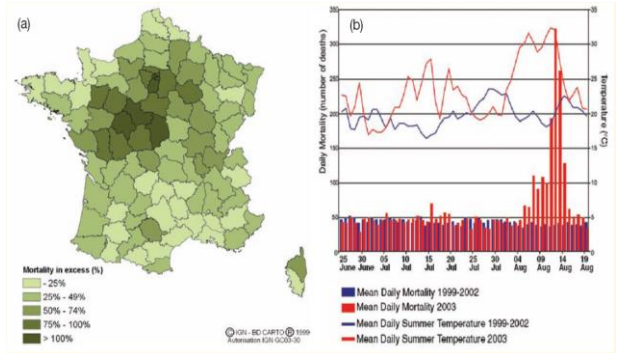 (a)
Mortality in excess (%)
- 25%
25% - 49%
50% - 74%
75% - 100%
> 100%
© IGN - BD CARTO ® 1999
Autorisation IGN GC03-30
(b)
Daily Mortality (number of deaths)
350
300
250
200
150
100
50
0
35
30
25
20
15
10
5
0
Temperature (°C)
25 30 05 10 15 20 25 30 04 09 14 19
June June Jul Jul Jul Jul Jul Jul Aug Aug Aug Aug
Mean Daily Mortality 1999-2002
Mean Daily Mortality 2003
Mean Daily Summer Temperature 1999-2002
Mean Daily Summer Temperature 2003